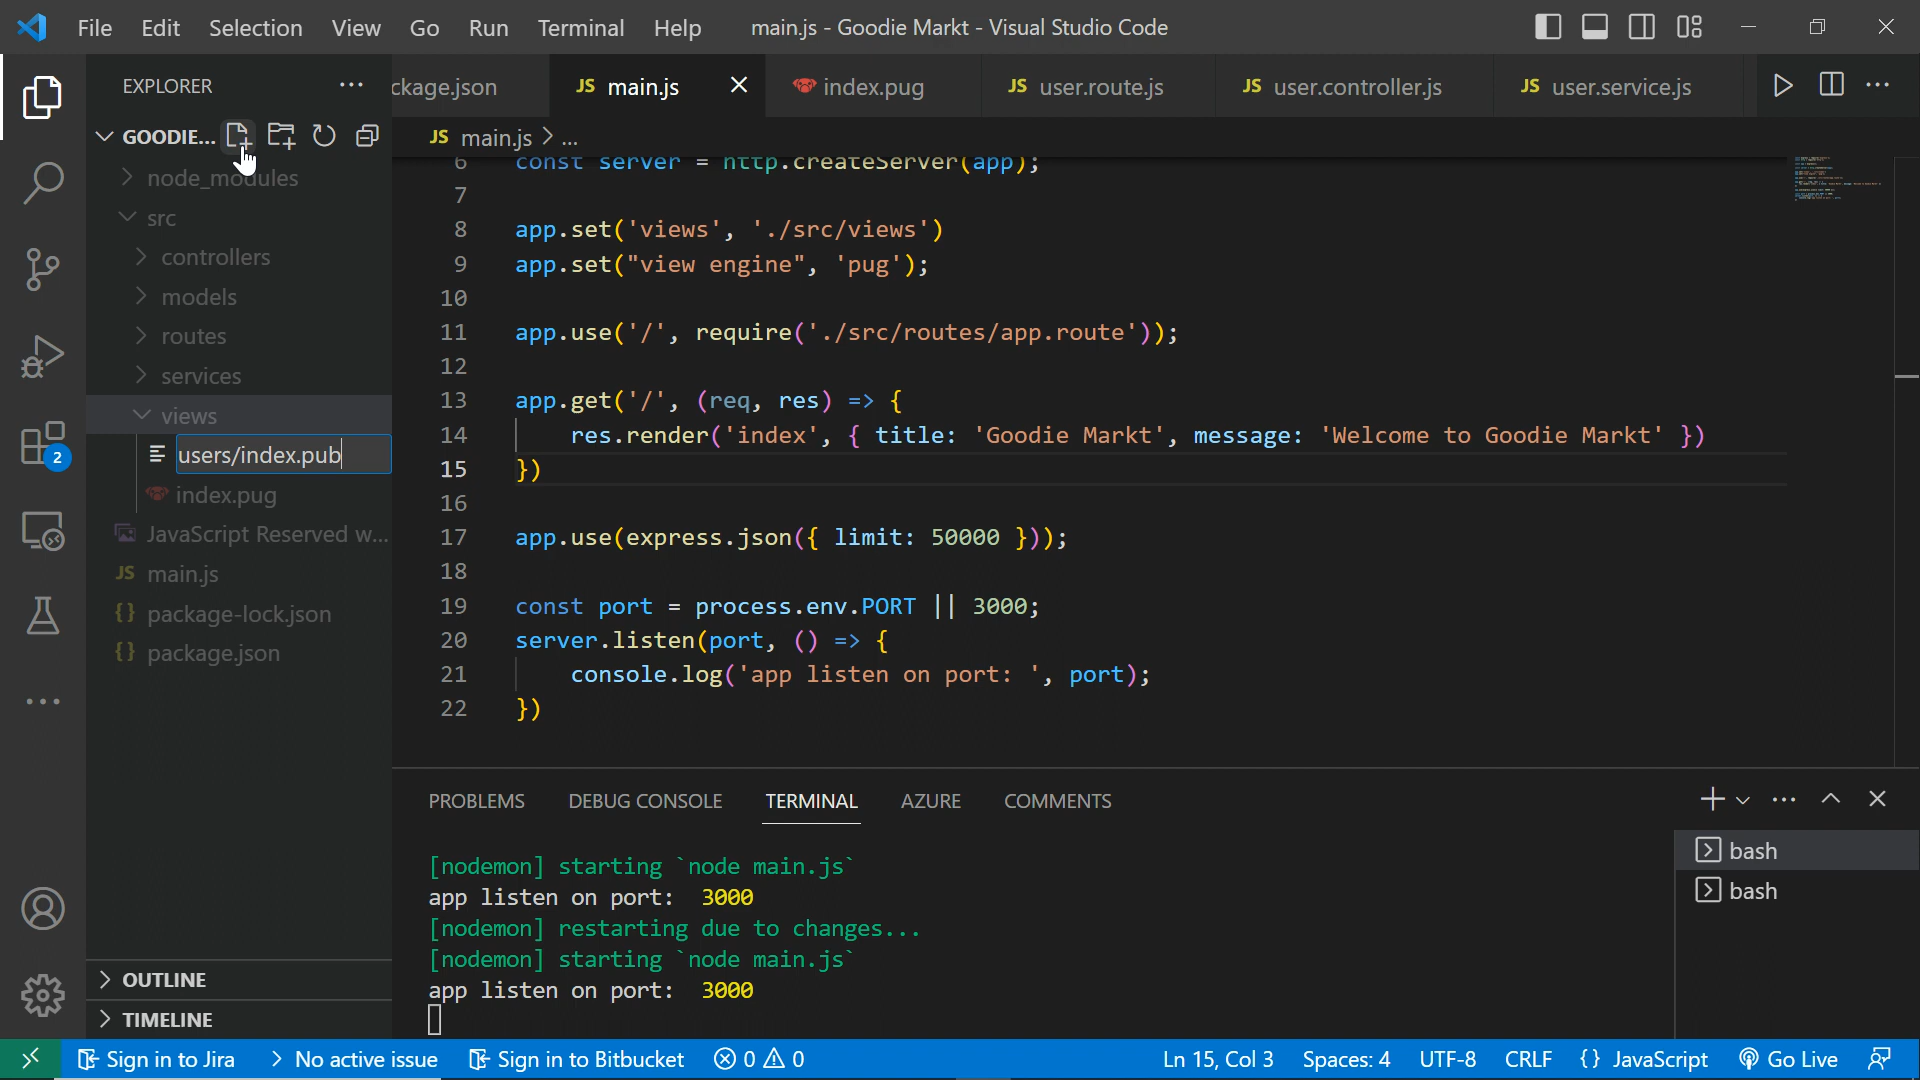 File Edit Selection View Go Run Terminal Help main.js - Goodie Markt - Visual Studio Code
EXPLORER
ckage.json
JS main.js
index.pug
JS user.route.js
JS user.controller.js
JS user.service.js
GOODIE...
JS main.js > ...
node_modules
src
controllers
models
routes
services
views
users/index.pub
index.pug
JavaScript Reserved w...
JS main.js
{} package-lock.json
{} package.json
OUTLINE
TIMELINE
2
6 const server = http.createServer(app);
7
8 app.set('views', './src/views')
9 app.set("view engine", 'pug');
10
11 app.use('/', require('./src/routes/app.route'));
12
13 app.get('/', (req, res) => {
14 res.render('index', { title: 'Goodie Markt', message: 'Welcome to Goodie Markt' })
15 })
16
17 app.use(express.json({ limit: 50000 }));
18
19 const port = process.env.PORT || 3000;
20 server.listen(port, () => {
21 console.log('app listen on port: ', port);
22 })
PROBLEMS DEBUG CONSOLE TERMINAL AZURE COMMENTS
[nodemon] starting `node main.js`
app listen on port: 3000
[nodemon] restarting due to changes...
[nodemon] starting `node main.js`
app listen on port: 3000
bash
bash
Sign in to Jira No active issue Sign in to Bitbucket 0 0 Ln 15, Col 3 Spaces: 4 UTF-8 CRLF {} JavaScript Go Live